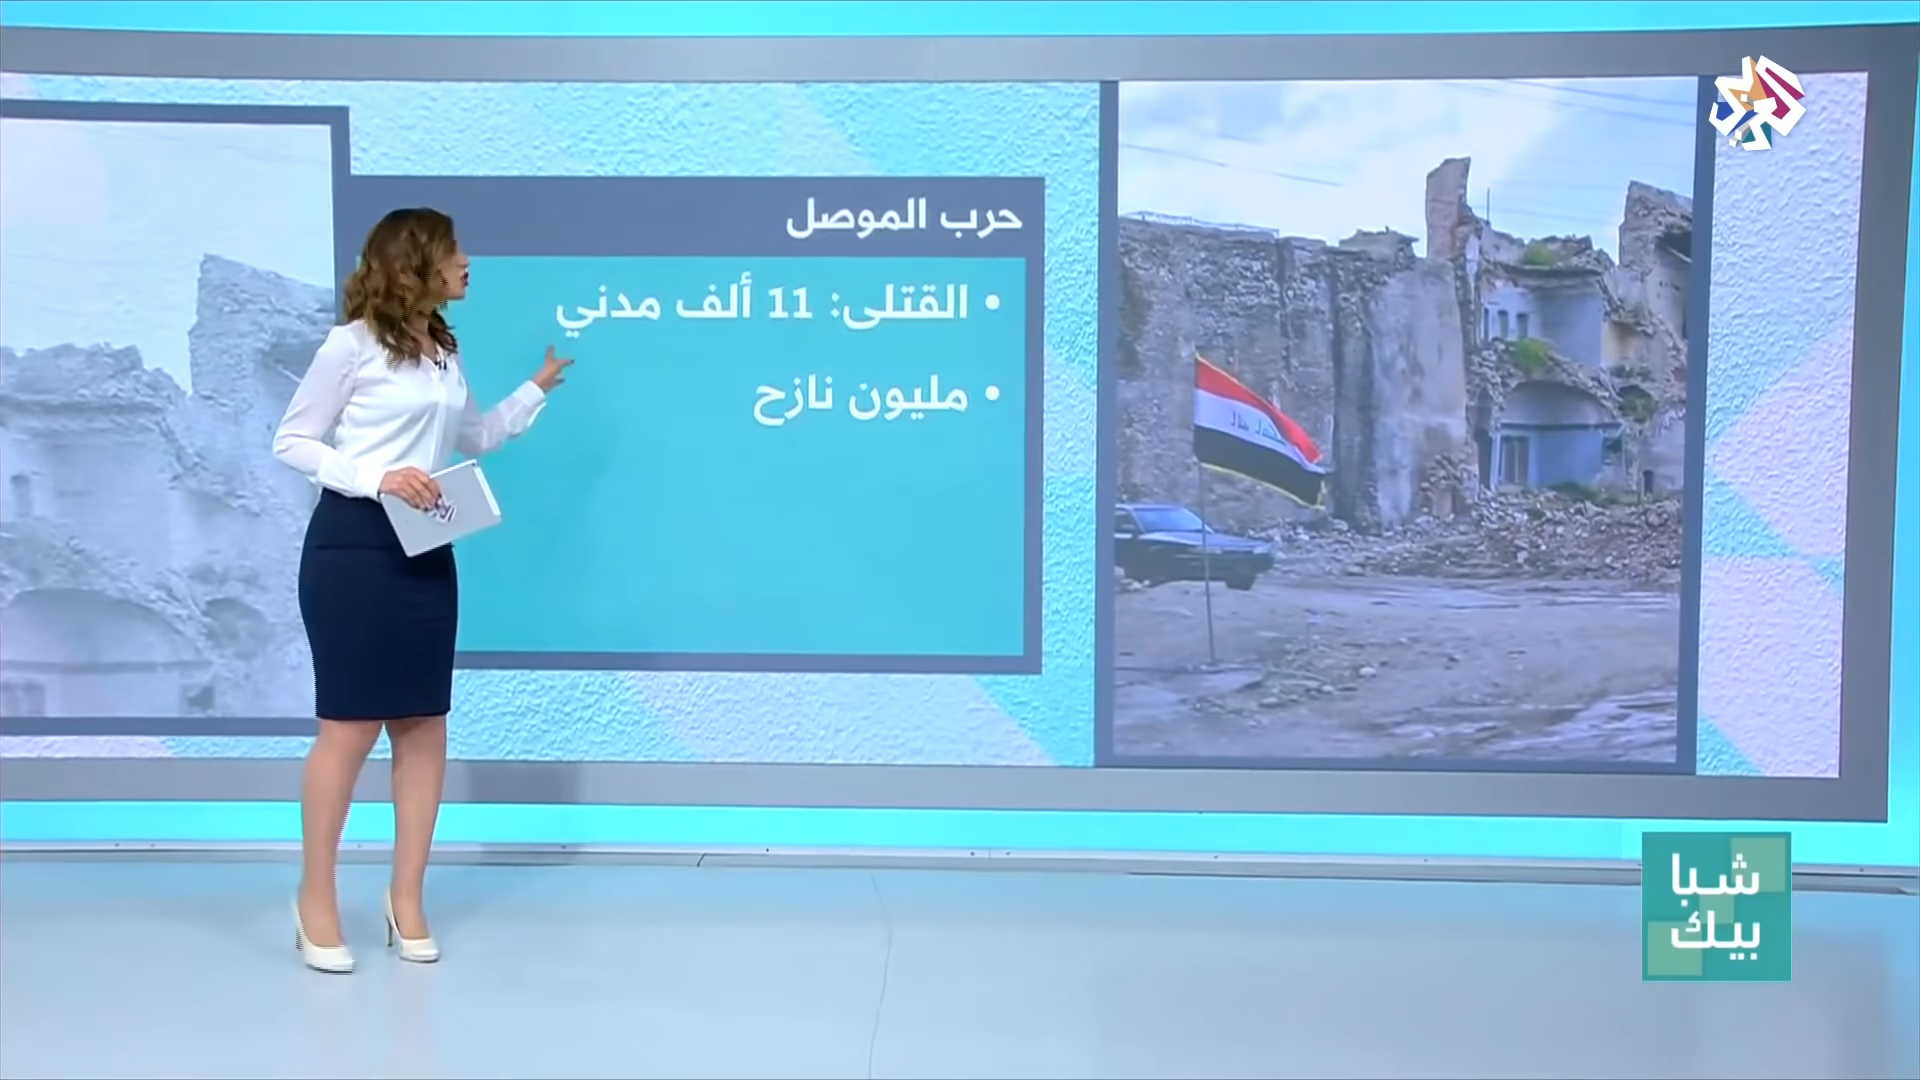 حرب الموصل
• القتلى: 11 ألف مدني
• مليون نازح
شبا
بيك